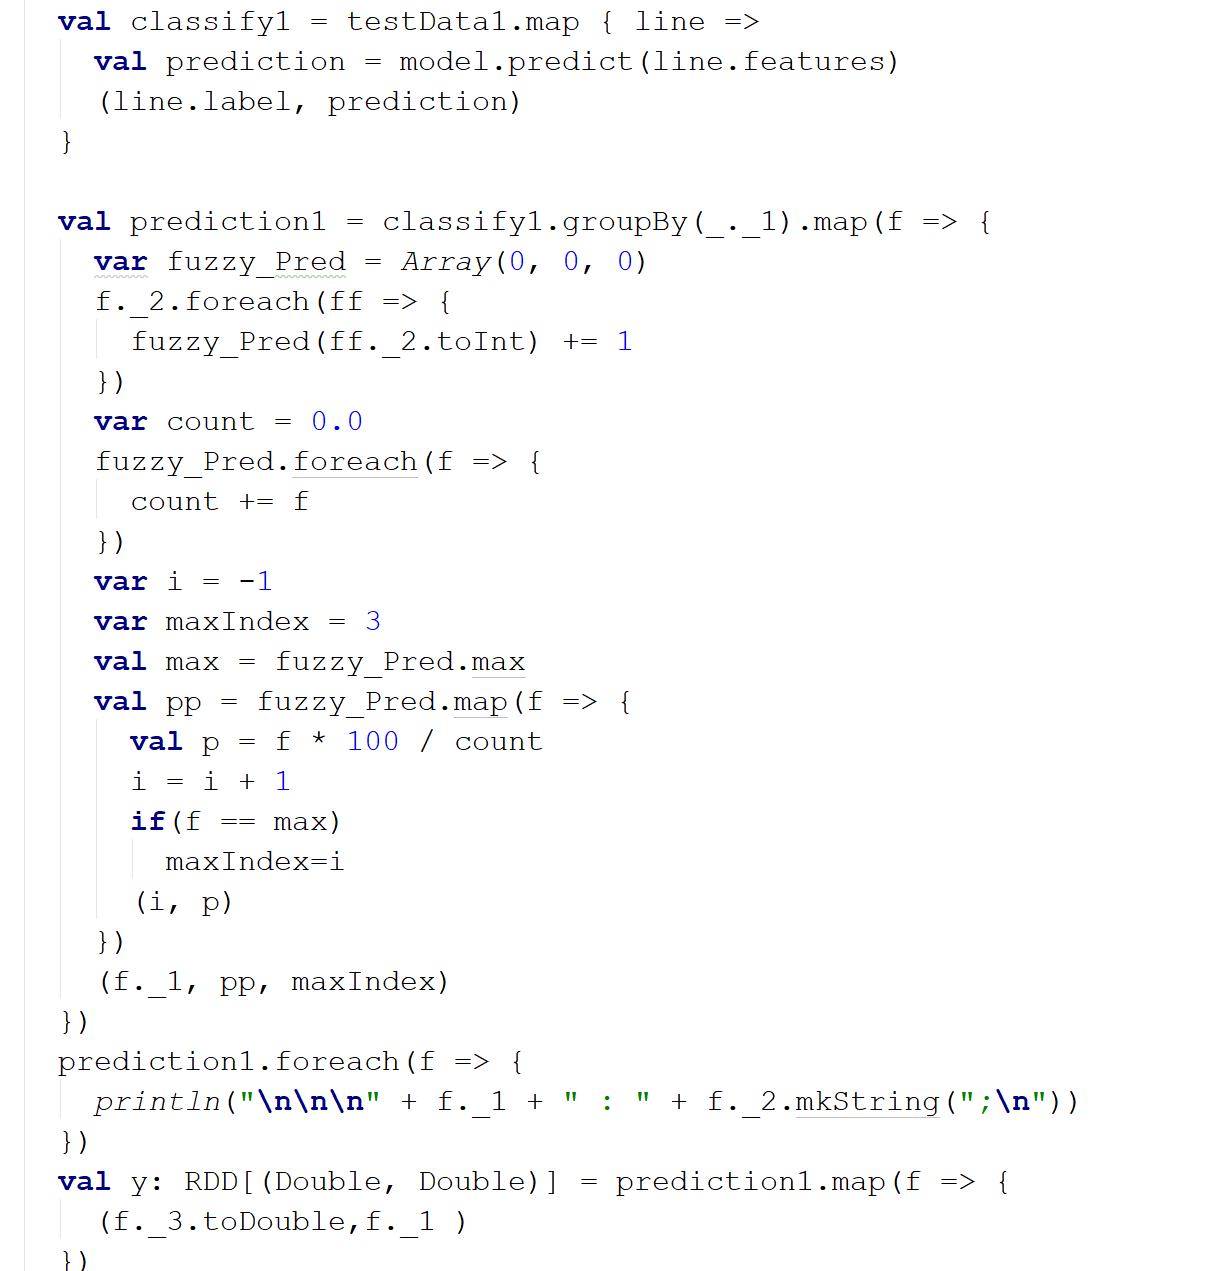 val classify1 = testData1.map { line =>
  val prediction = model.predict(line.features)
  (line.label, prediction)
}

val prediction1 = classify1.groupBy(_._1).map(f => {
  var fuzzy_Pred = Array(0, 0, 0)
  f._2.foreach(ff => {
    fuzzy_Pred(ff._2.toInt) += 1
  })
  var count = 0.0
  fuzzy_Pred.foreach(f => {
    count += f
  })
  var i = -1
  var maxIndex = 3
  val max = fuzzy_Pred.max
  val pp = fuzzy_Pred.map(f => {
    val p = f * 100 / count
    i = i + 1
    if(f == max)
      maxIndex=i
    (i, p)
  })
  (f._1, pp, maxIndex)
})
prediction1.foreach(f => {
  println("\n\n\n" + f._1 + " : " + f._2.mkString(";\n"))
})
val y: RDD[(Double, Double)] = prediction1.map(f => {
  (f._3.toDouble,f._1 )
})